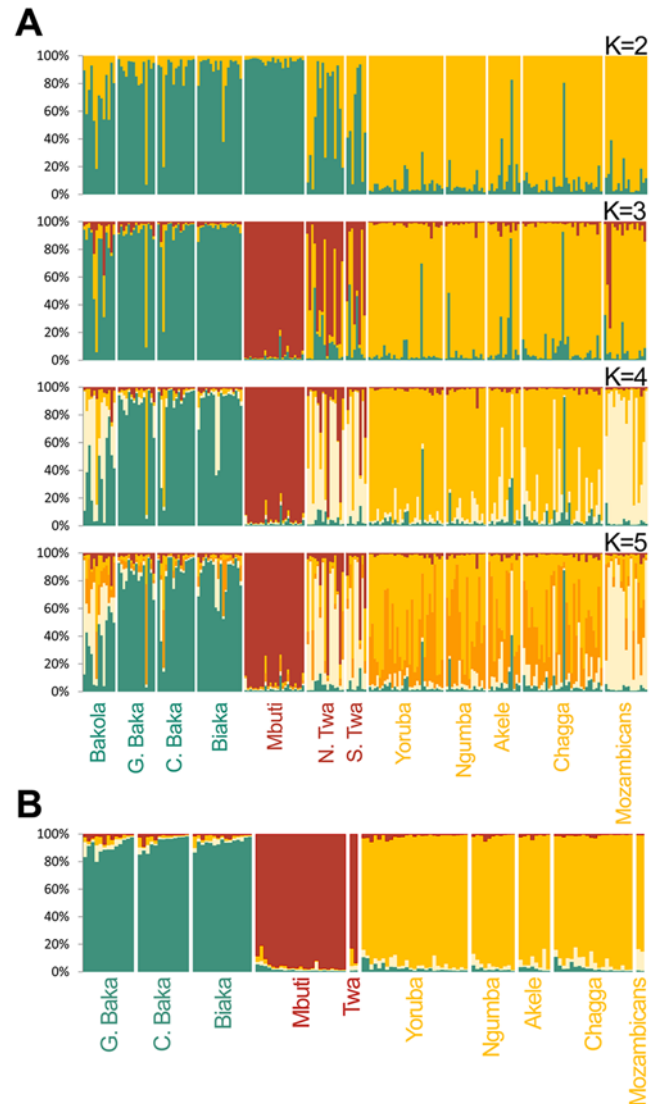 A
K=2
100%
80%
60%
40%
20%
0%
K=3
100%
80%
60%
40%
20%
0%
K=4
100%
80%
60%
40%
20%
0%
K=5
100%
80%
60%
40%
20%
0%
Bakola
G. Baka
C. Baka
Biaka
Mbuti
N. Twa
S. Twa
Yoruba
Ngumba
Akele
Chagga
Mozambicans
B
100%
80%
60%
40%
20%
0%
G. Baka
C. Baka
Biaka
Mbuti
Twa
Yoruba
Ngumba
Akele
Chagga
Mozambicans